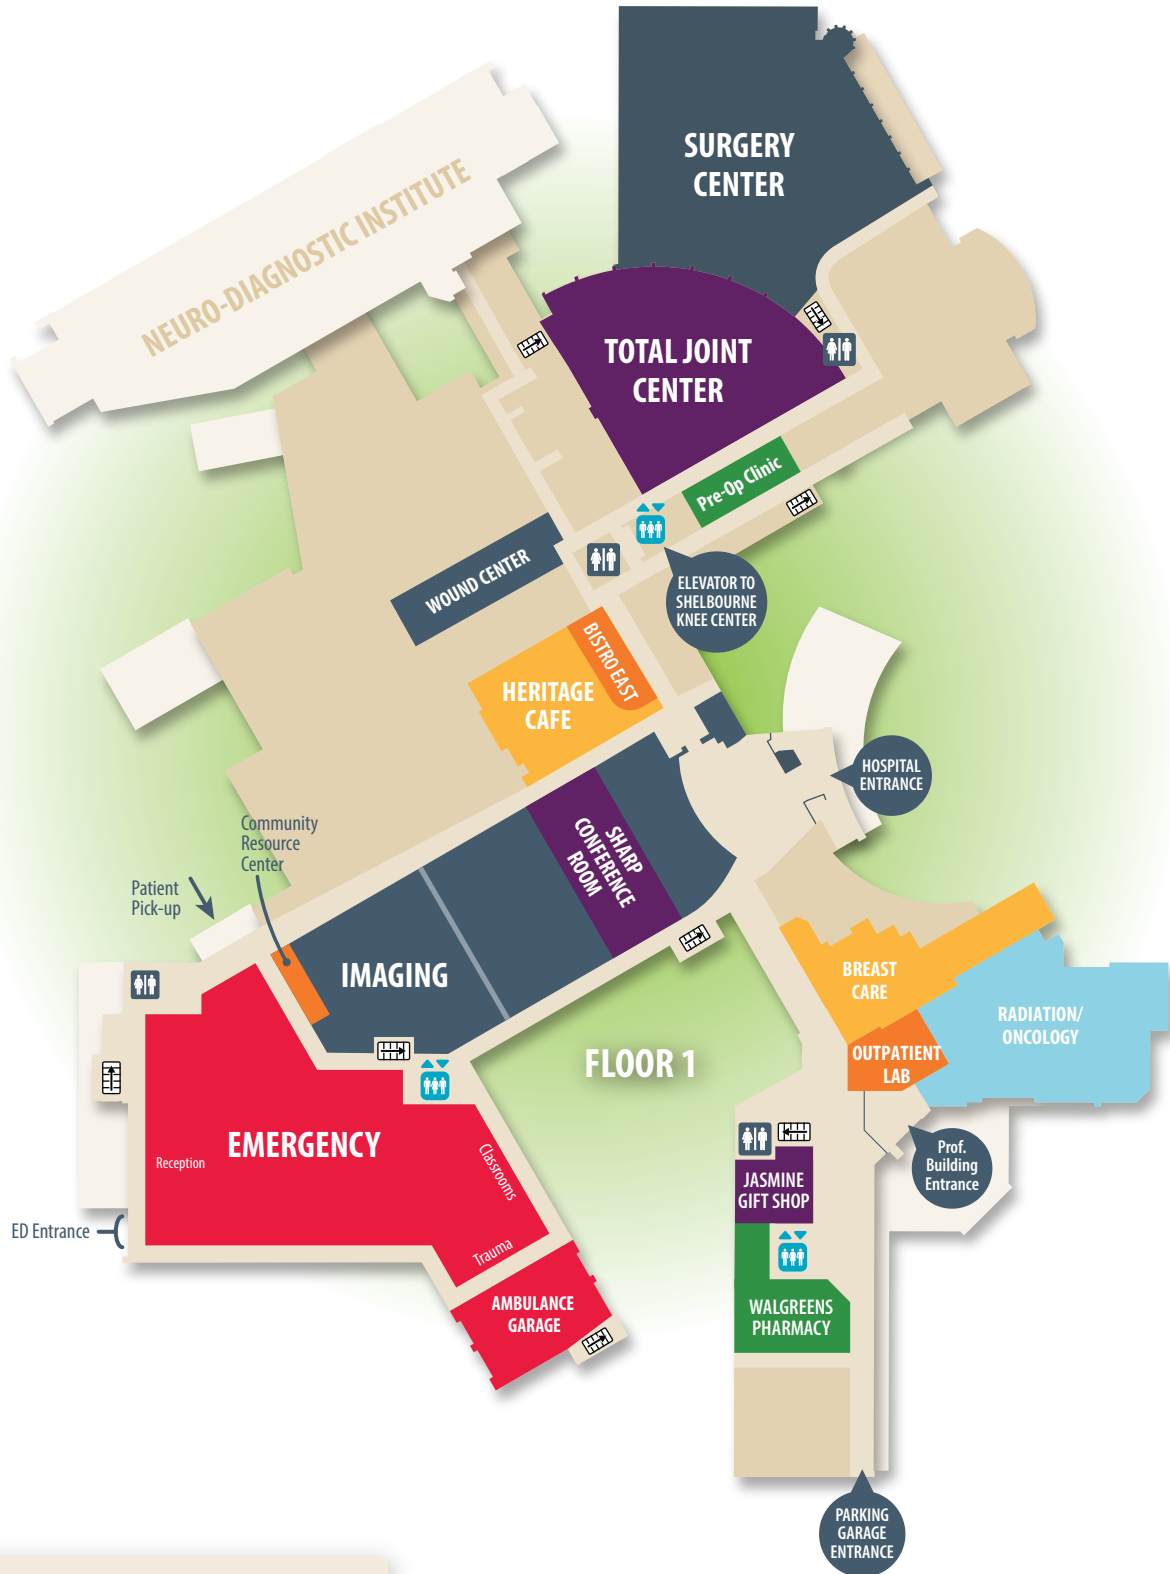 SURGERY
CENTER
NEURO-DIAGNOSTIC INSTITUTE
TOTAL JOINT
CENTER
Pre-Op Clinic
WOUND CENTER
ELEVATOR TO
SHELBOURNE
KNEE CENTER
BISTRO EAST
HERITAGE
CAFE
HOSPITAL
ENTRANCE
Community
Resource
Center
SHARP
CONFERENCE
ROOM
Patient
Pick-up
IMAGING
BREAST
CARE
RADIATION/
ONCOLOGY
OUTPATIENT
LAB
FLOOR 1
EMERGENCY
Reception
Classrooms
Prof.
Building
Entrance
JASMINE
GIFT SHOP
ED Entrance
Trauma
AMBULANCE
GARAGE
WALGREENS
PHARMACY
PARKING
GARAGE
ENTRANCE